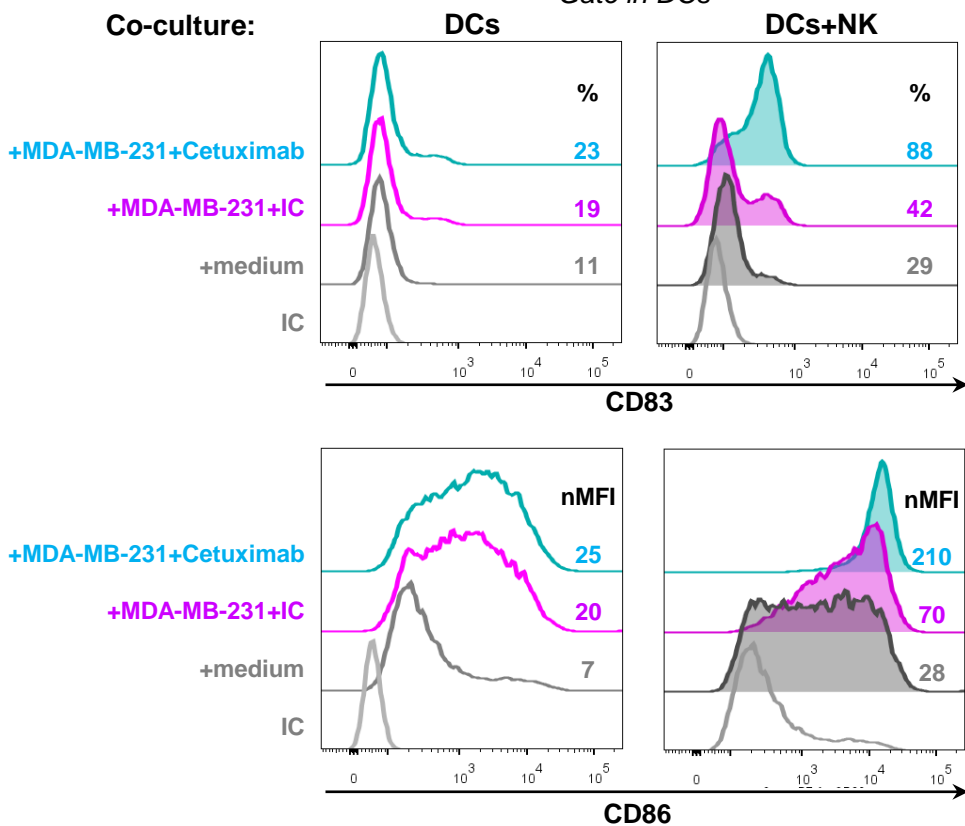 Co-culture:
DCs
DCs+NK
+MDA-MB-231+Cetuximab
+MDA-MB-231+IC
+medium
IC
%
23
19
11
%
88
42
29
0 10^3 10^4 10^5
0 10^3 10^4 10^5
CD83
+MDA-MB-231+Cetuximab
+MDA-MB-231+IC
+medium
IC
nMFI
25
20
7
nMFI
210
70
28
0 10^3 10^4 10^5
0 10^3 10^4 10^5
CD86